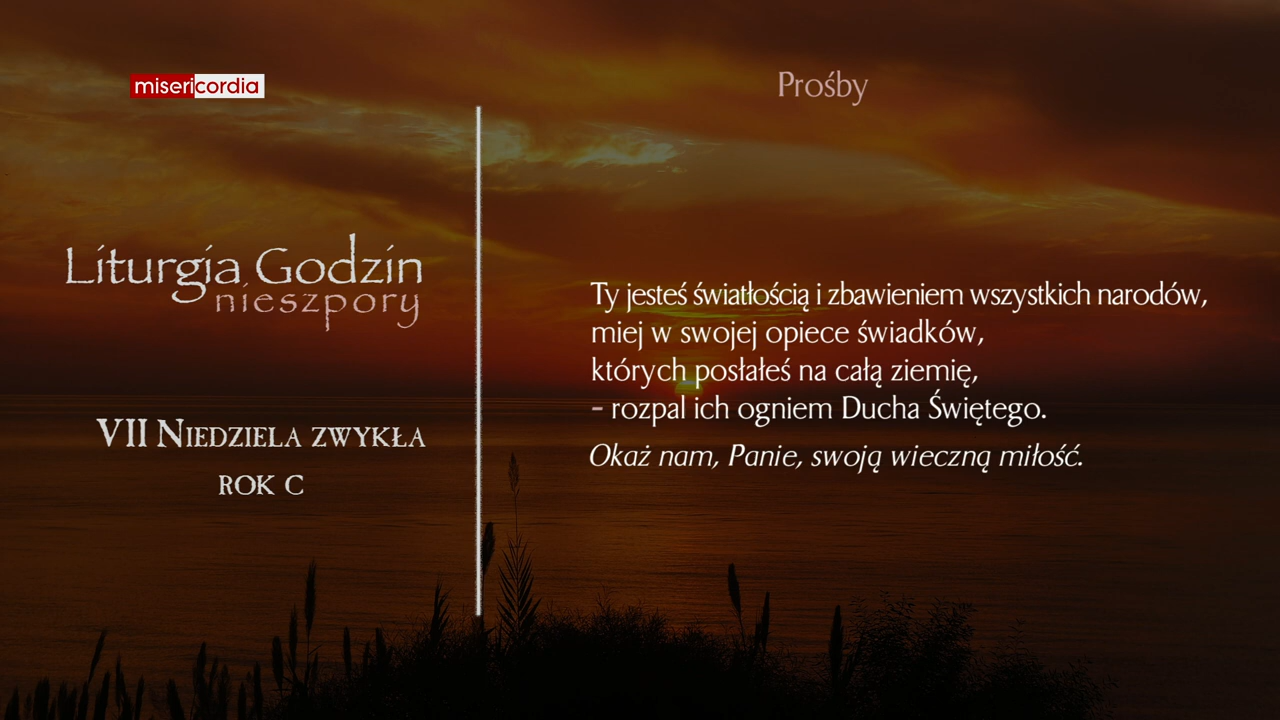 misericordia
Prośby
Liturgia Godzin
nieszpory
VII Niedziela zwykła
rok C
Ty jesteś światłością i zbawieniem wszystkich narodów,
miej w swojej opiece świadków,
których posłałeś na całą ziemię,
- rozpal ich ogniem Ducha Świętego.
Okaż nam, Panie, swoją wieczną miłość.